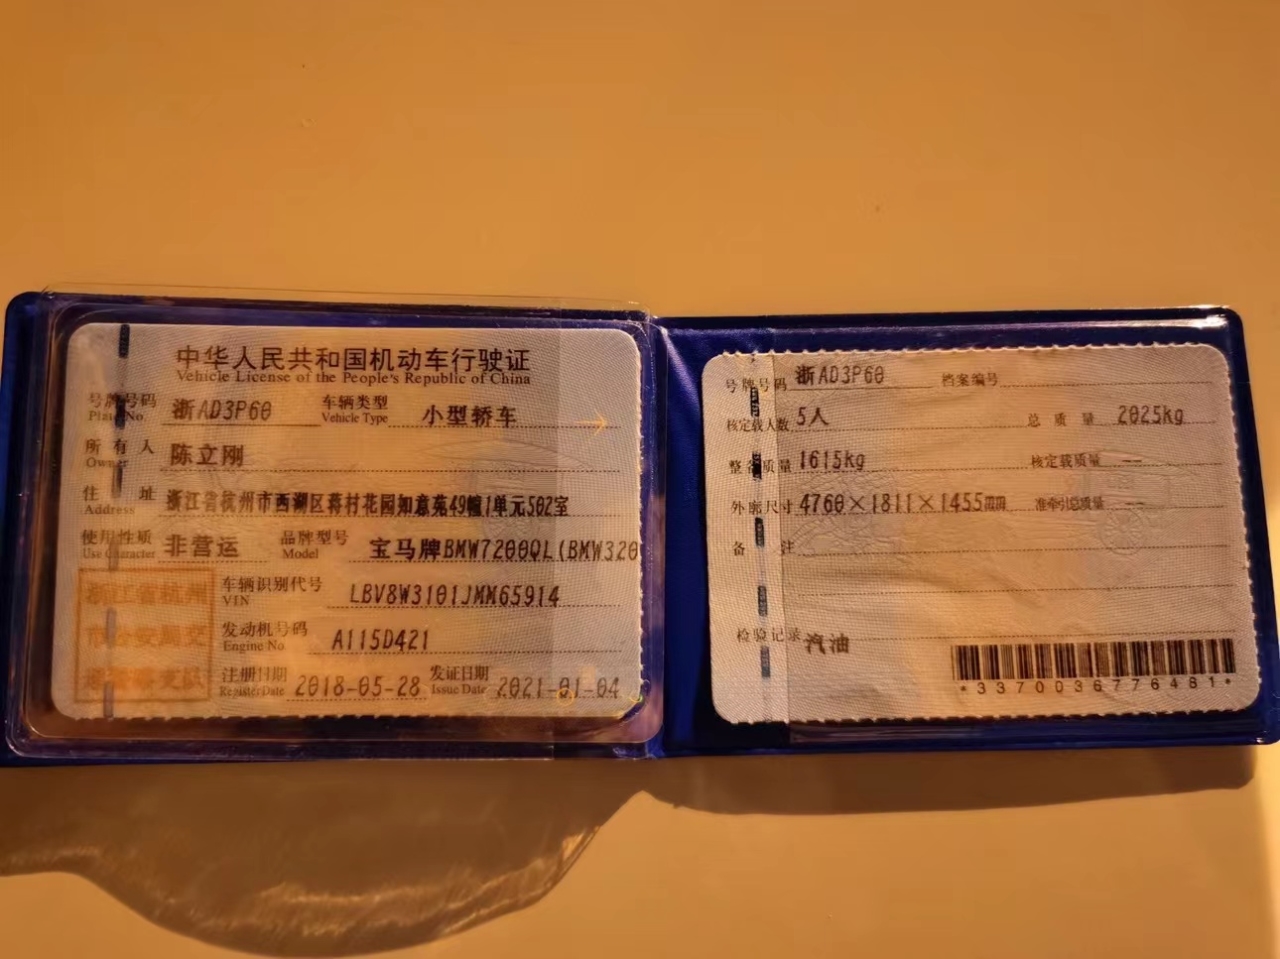 中华人民共和国机动车行驶证
Vehicle License of the People's Republic of China
号牌号码 浙AD3P60 车辆类型 小型轿车
Plate No. Vehicle Type
所有人 陈立刚
Owner
住址 浙江省杭州市西湖区蒋村花园如意苑49幢1单元502室
Address
使用性质 非营运 品牌型号 宝马牌BMW7200QL(BMW320
Use Character Model
车辆识别代号 LBV8W3101JMM65914
VIN
发动机号码 A115D421
Engine No.
注册日期 2018-05-28 发证日期 2021-01-04
Register Date Issue Date
浙江省杭州
市公安局交
通警察支队
号牌号码 浙AD3P60 档案编号
核定载人数 5人 总质量 2025kg
整备质量 1615kg 核定载质量 --
外廓尺寸 4760×1811×1455mm 准牵引总质量 --
备注
检验记录 汽油
*3370036776481*